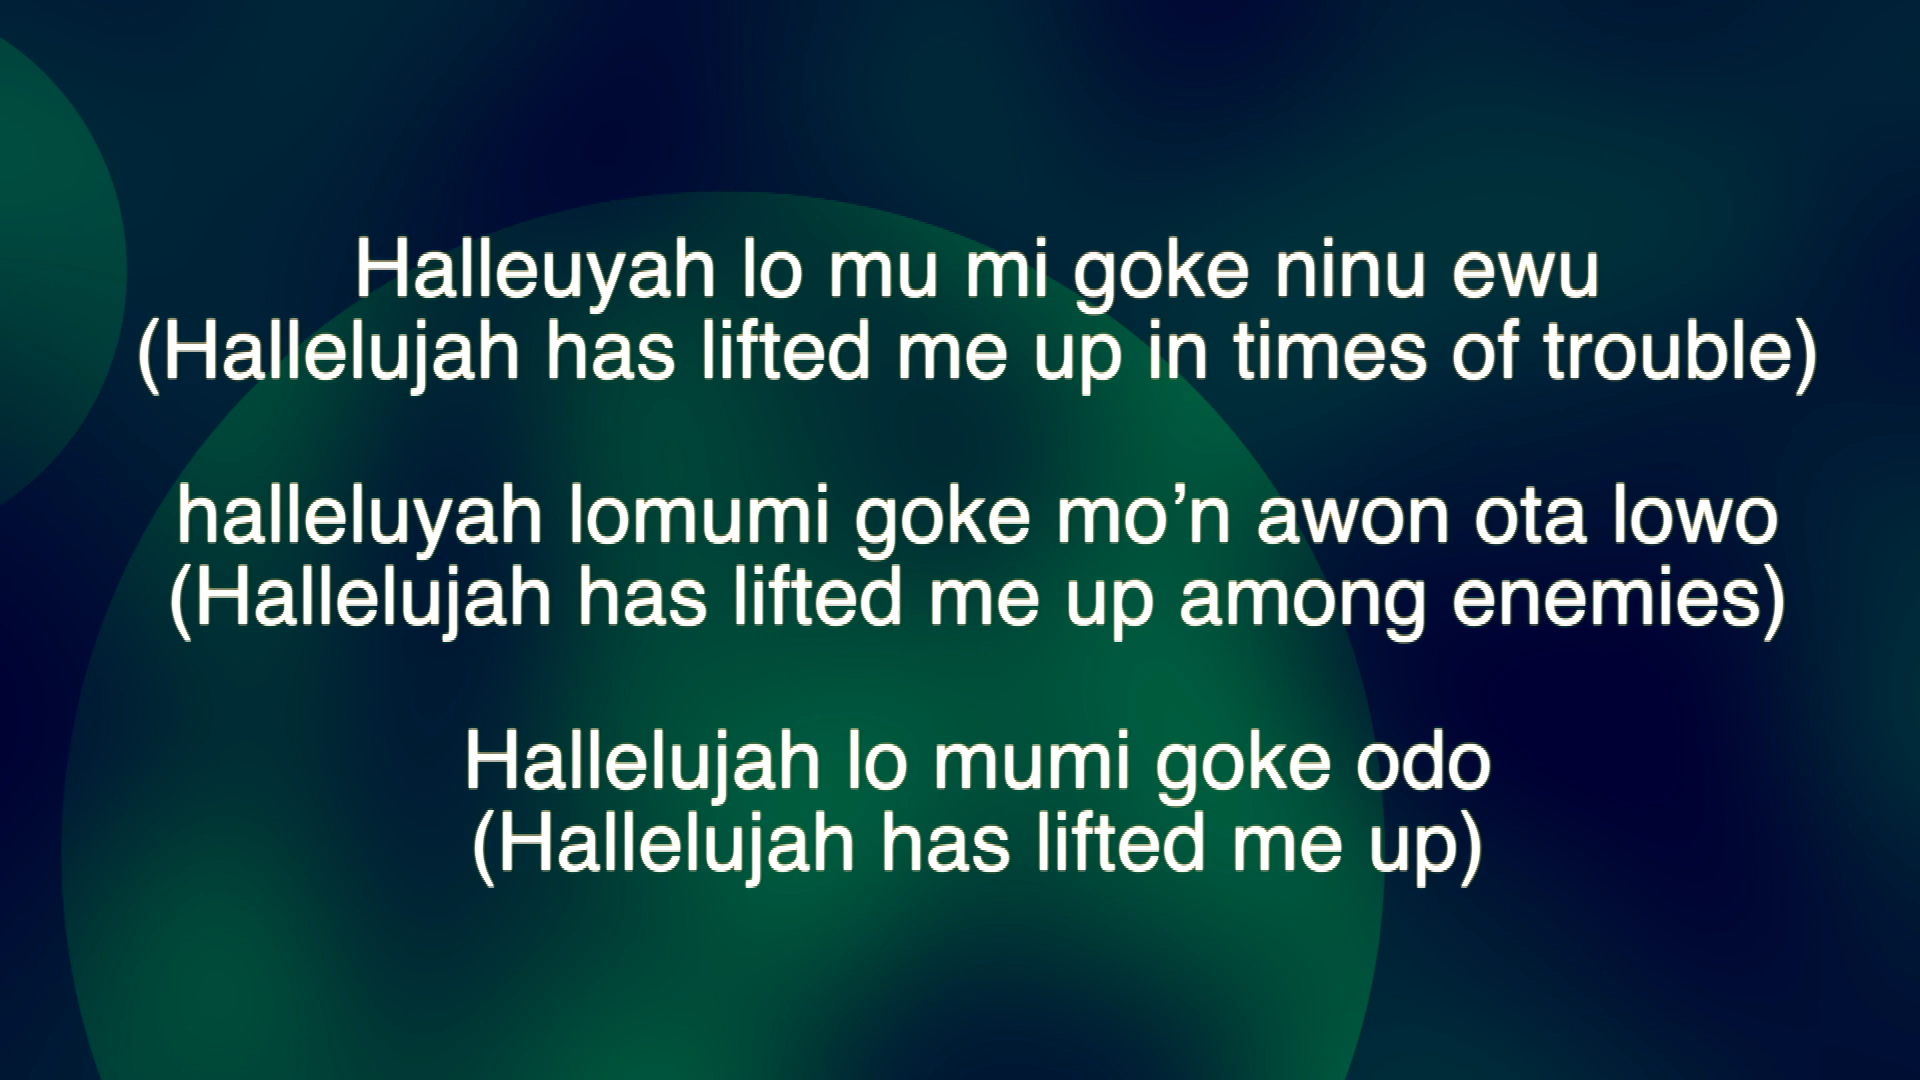 Halleuyah lo mu mi goke ninu ewu
(Hallelujah has lifted me up in times of trouble)
halleluyah lomumi goke mo’n awon ota lowo
(Hallelujah has lifted me up among enemies)
Hallelujah lo mumi goke odo
(Hallelujah has lifted me up)